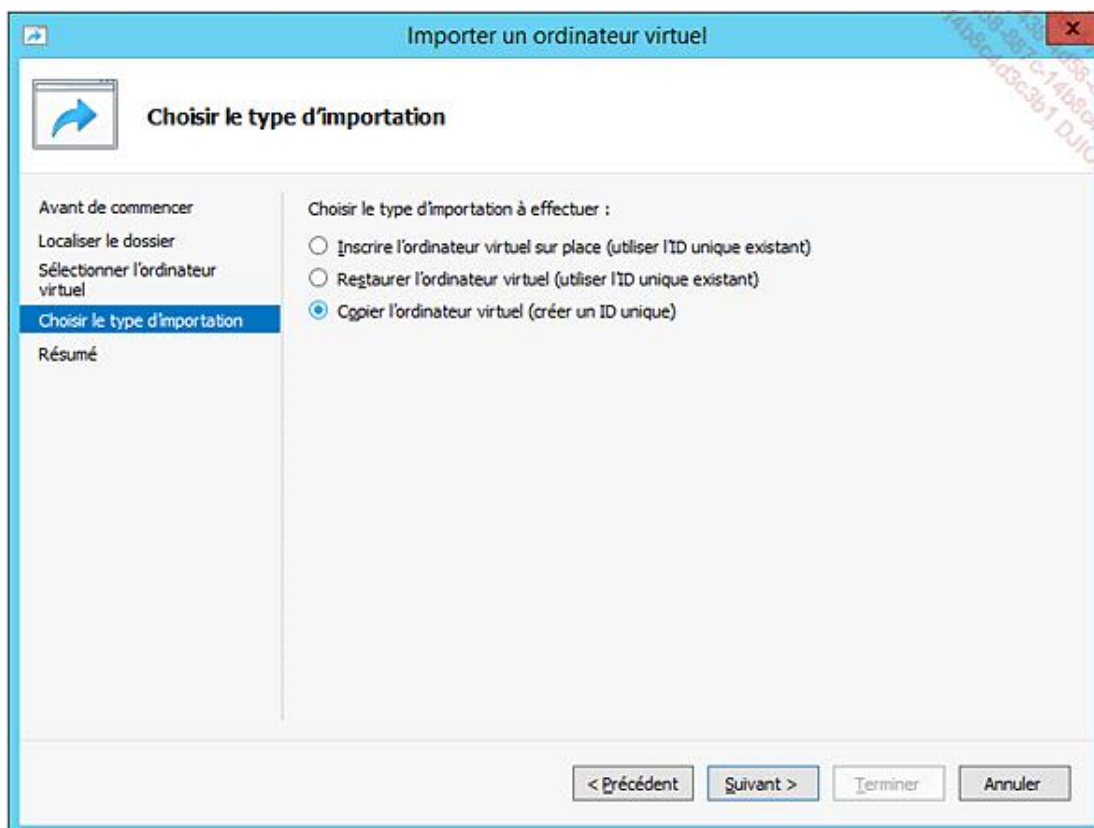 Importer un ordinateur virtuel
Choisir le type d'importation
Avant de commencer
Localiser le dossier
Sélectionner l'ordinateur
virtuel
Choisir le type d'importation
Résumé
Choisir le type d'importation à effectuer :
Inscrire l'ordinateur virtuel sur place (utiliser l'ID unique existant)
Restaurer l'ordinateur virtuel (utiliser l'ID unique existant)
Copier l'ordinateur virtuel (créer un ID unique)
< Précédent
Suivant >
Terminer
Annuler